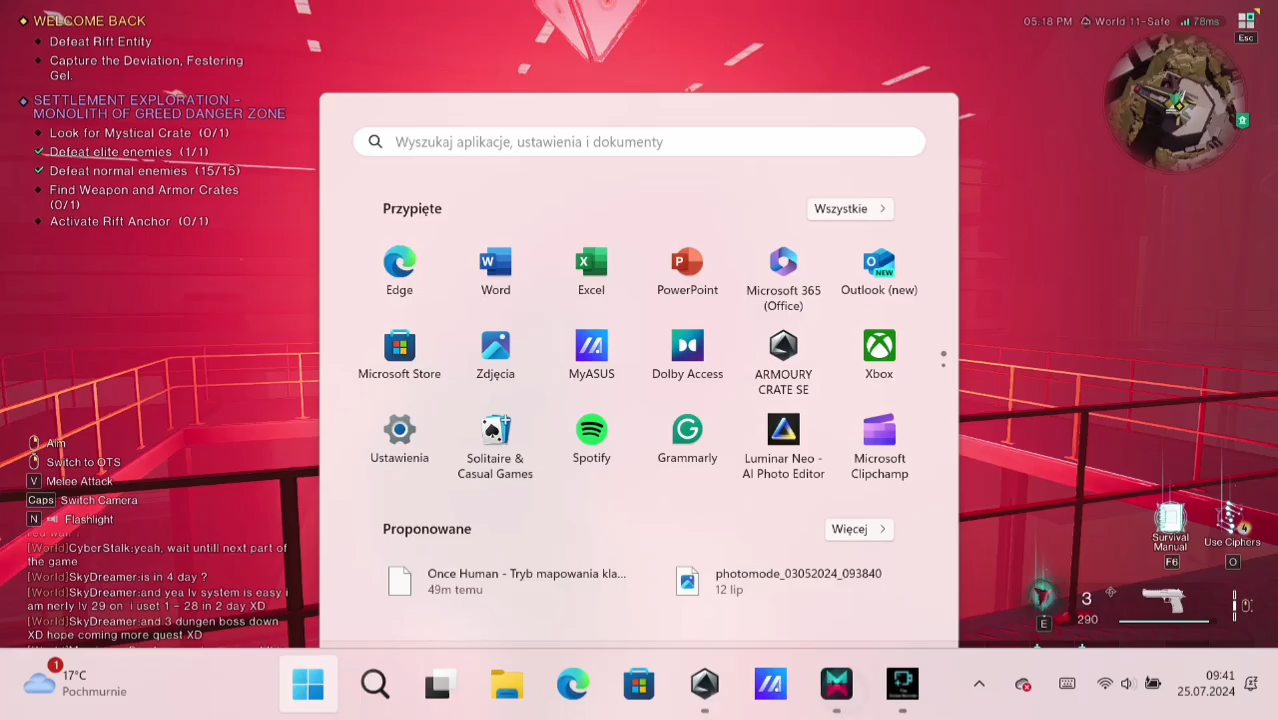 WELCOME BACK
Defeat Rift Entity
Capture the Deviation, Festering
Gel.
SETTLEMENT EXPLORATION -
MONOLITH OF GREED DANGER ZONE
Look for Mystical Crate (0/1)
Defeat elite enemies (1/1)
Defeat normal enemies (15/15)
Find Weapon and Armor Crates
(0/1)
Activate Rift Anchor (0/1)
05.18 PM World 11-Safe 78ms
Esc
Wyszukaj aplikacje, ustawienia i dokumenty
Przypięte
Wszystkie
Edge
Word
Excel
PowerPoint
Microsoft 365
(Office)
NEW
Outlook (new)
Microsoft Store
Zdjęcia
MyASUS
Dolby Access
ARMOURY
CRATE SE
Xbox
Ustawienia
Solitaire &
Casual Games
Spotify
Grammarly
Luminar Neo -
AI Photo Editor
Microsoft
Clipchamp
Proponowane
Więcej
Once Human - Tryb mapowania kla...
49m temu
photomode_03052024_093840
12 lip
Aim
Switch to OTS
V Melee Attack
Caps Switch Camera
N Flashlight
[World]CyberStalk:yeah, wait untill next part of
the game
[World]SkyDreamer:is in 4 day ?
[World]SkyDreamer:and yea lv system is easy i
am nerly lv 29 on i uset 1 - 28 in 2 day XD
[World]SkyDreamer:and 3 dungen boss down
XD hope coming more quest XD
Survival
Manual
F6
4
Use Ciphers
O
E
3
290
1
17°C
Pochmurnie
09:41
25.07.2024